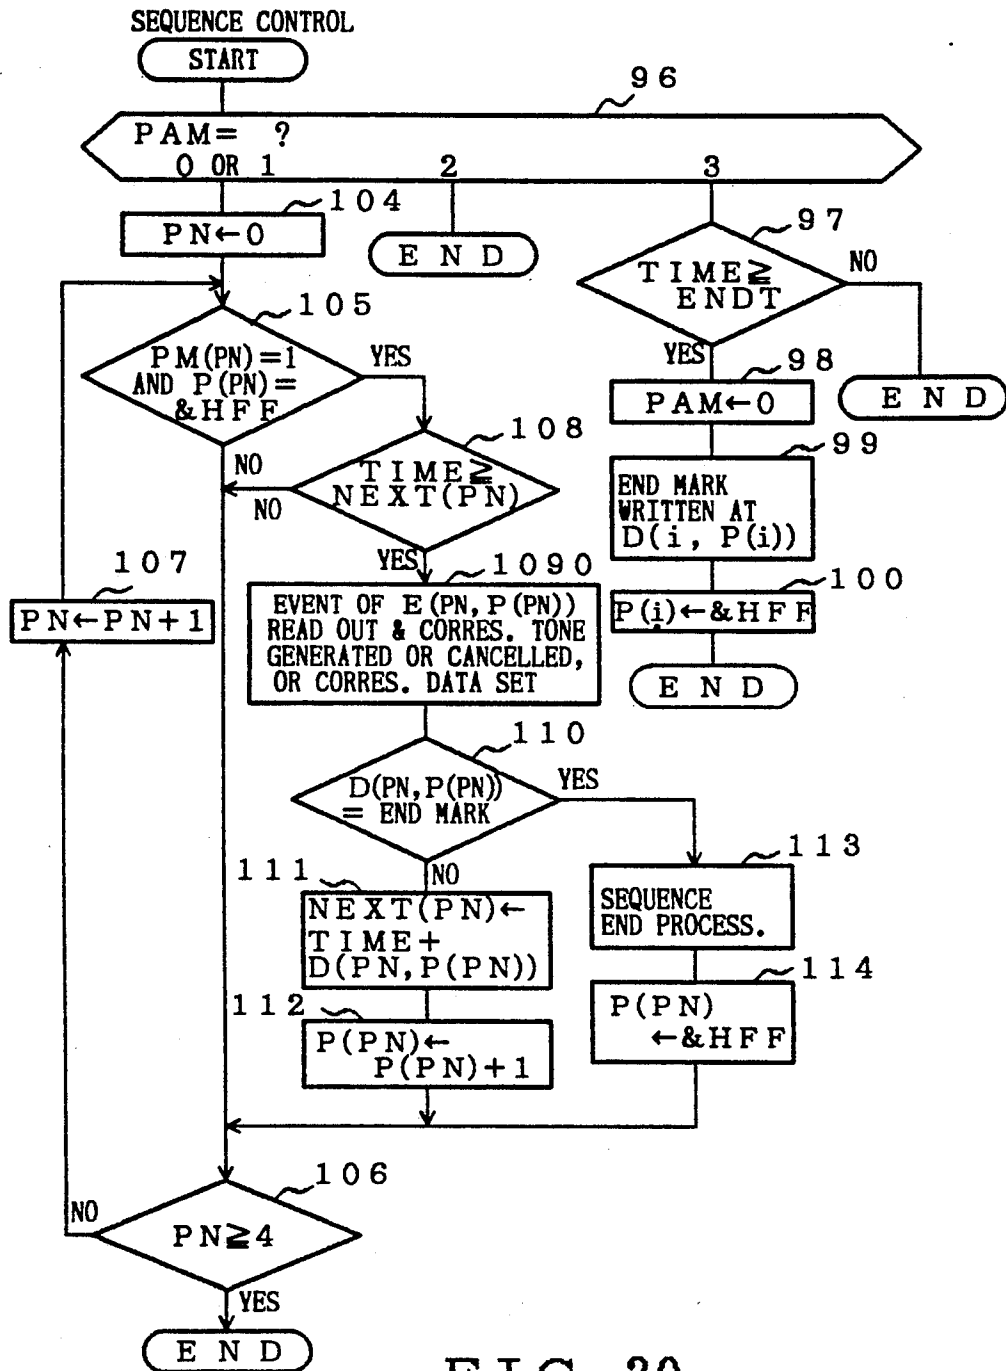 SEQUENCE CONTROL
START
96
PAM= ?
0 OR 1
2
3
104
PN←0
END
97
TIME≧
ENDT
NO
YES
END
105
PM(PN)=1
AND P(PN)=
&HFF
YES
NO
98
PAM←0
108
TIME≧
NEXT(PN)
NO
YES
99
END MARK
WRITTEN AT
D(i, P(i))
107
PN←PN+1
1090
EVENT OF E(PN,P(PN))
READ OUT & CORRES. TONE
GENERATED OR CANCELLED,
OR CORRES. DATA SET
100
P(i)←&HFF
END
110
D(PN,P(PN))
= END MARK
YES
NO
111
NEXT(PN)←
TIME+
D(PN,P(PN))
113
SEQUENCE
END PROCESS.
112
P(PN)←
P(PN)+1
114
P(PN)
←&HFF
106
PN≧4
NO
YES
END
FIG. 20